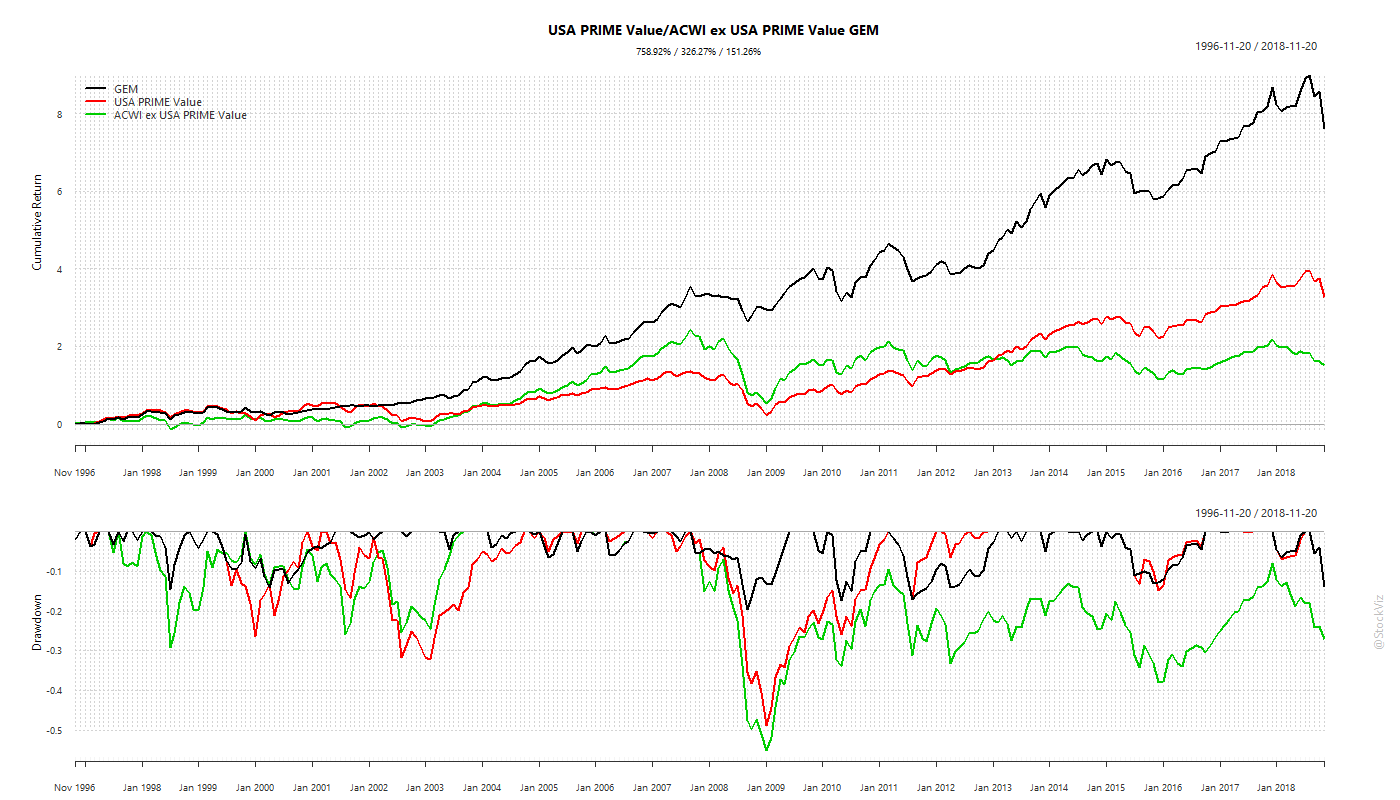 USA PRIME Value/ACWI ex USA PRIME Value GEM
758.92% / 326.27% / 151.26%
1996-11-20 / 2018-11-20
GEM
USA PRIME Value
ACWI ex USA PRIME Value
Cumulative Return
8
6
4
2
0
Nov 1996 Jan 1998 Jan 1999 Jan 2000 Jan 2001 Jan 2002 Jan 2003 Jan 2004 Jan 2005 Jan 2006 Jan 2007 Jan 2008 Jan 2009 Jan 2010 Jan 2011 Jan 2012 Jan 2013 Jan 2014 Jan 2015 Jan 2016 Jan 2017 Jan 2018
1996-11-20 / 2018-11-20
Drawdown
-0.1
-0.2
-0.3
-0.4
-0.5
Nov 1996 Jan 1998 Jan 1999 Jan 2000 Jan 2001 Jan 2002 Jan 2003 Jan 2004 Jan 2005 Jan 2006 Jan 2007 Jan 2008 Jan 2009 Jan 2010 Jan 2011 Jan 2012 Jan 2013 Jan 2014 Jan 2015 Jan 2016 Jan 2017 Jan 2018
@StockViz